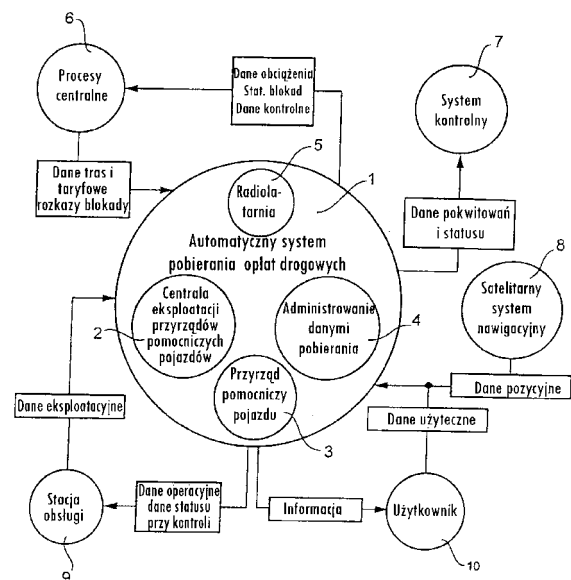 6
Procesy
centralne
Dane obciążenia
Stat. blokad
Dane kontrolne
7
System
kontrolny
Dane tras i
taryfowe
rozkazy blokady
5
Radiola-
tarnia
1
Automatyczny system
pobierania opłat drogowych
Dane pokwitowań
i statusu
8
Satelitarny
system
nawigacyjny
Centrala
eksploatacji
przyrządów
pomocniczych
pojazdów
2
Administrowanie
danymi
pobierania
4
Przyrząd
pomocniczy
pojazdu
3
Dane pozycyjne
Dane eksploatacyjne
Dane użyteczne
Stacja
obsługi
9
Dane operacyjne
dane statusu
przy kontroli
Informacja
Użytkownik
10